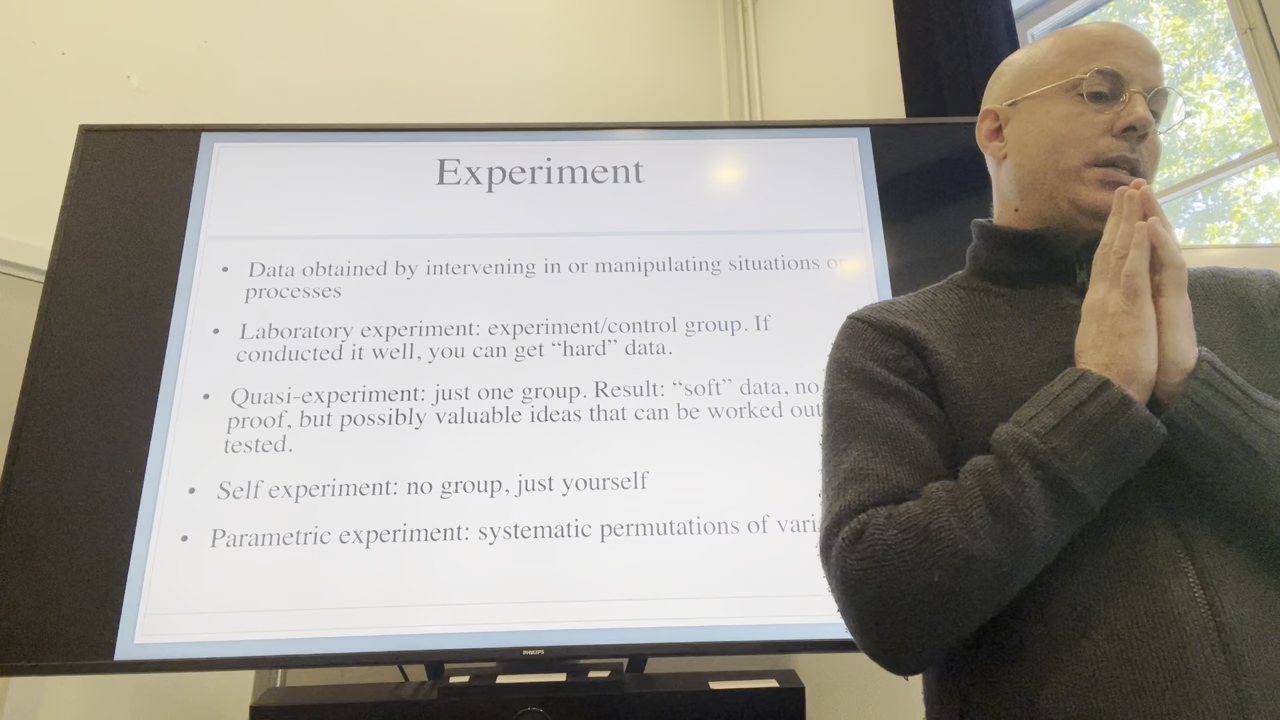 Experiment
• Data obtained by intervening in or manipulating situations
processes
• Laboratory experiment: experiment/control group. If
conducted it well, you can get “hard” data.
• Quasi-experiment: just one group. Result: “soft” data, no
proof, but possibly valuable ideas that can be worked out
tested.
• Self experiment: no group, just yourself
• Parametric experiment: systematic permutations of
PHILIPS